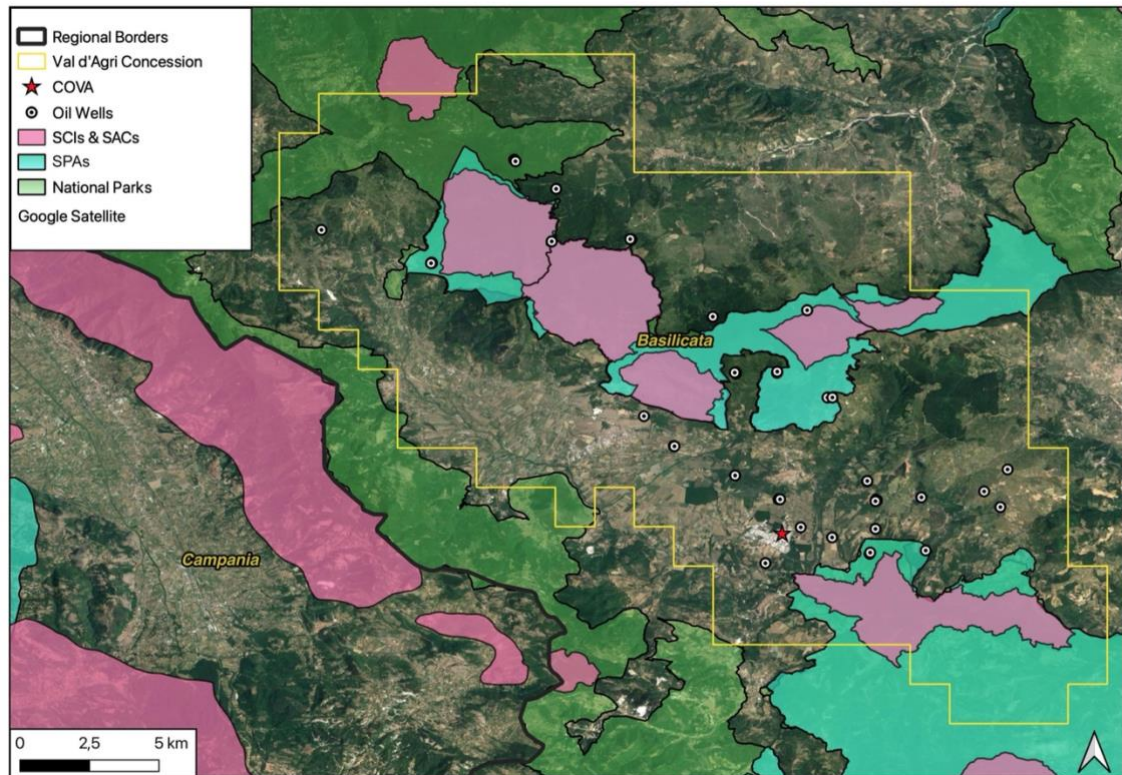 Regional Borders
Val d'Agri Concession
COVA
Oil Wells
SCIs & SACs
SPAs
National Parks
Google Satellite
Basilicata
Campania
0 2,5 5 km